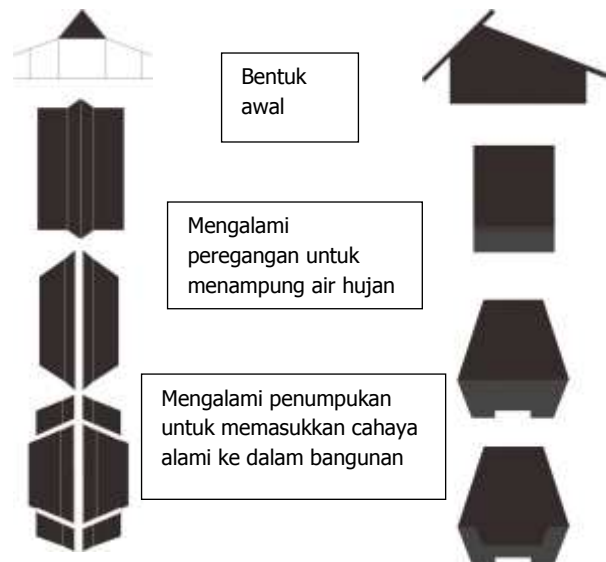 Bentuk
awal
Mengalami
peregangan untuk
menampung air hujan
Mengalami penumpukan
untuk memasukkan cahaya
alami ke dalam bangunan